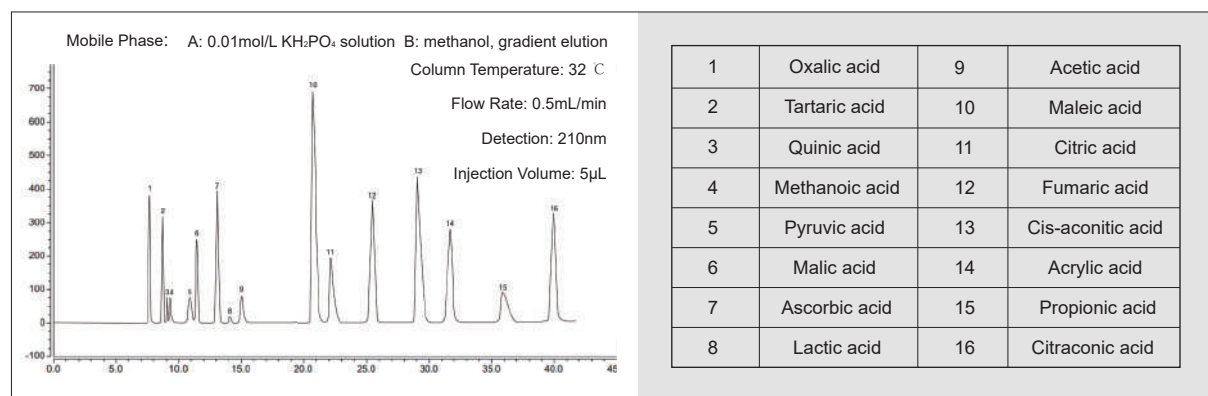 Mobile Phase: A: 0.01mol/L KH₂PO₄ solution B: methanol, gradient elution
Column Temperature: 32 ℃
Flow Rate: 0.5mL/min
Detection: 210nm
Injection Volume: 5µL
700
600
500
400
300
200
100
0
-100
1
2
3 4
5
6
7
8
9
10
11
12
13
14
15
16
0.0 5.0 10.0 15.0 20.0 25.0 30.0 35.0 40.0 45
1 Oxalic acid 9 Acetic acid
2 Tartaric acid 10 Maleic acid
3 Quinic acid 11 Citric acid
4 Methanoic acid 12 Fumaric acid
5 Pyruvic acid 13 Cis-aconitic acid
6 Malic acid 14 Acrylic acid
7 Ascorbic acid 15 Propionic acid
8 Lactic acid 16 Citraconic acid